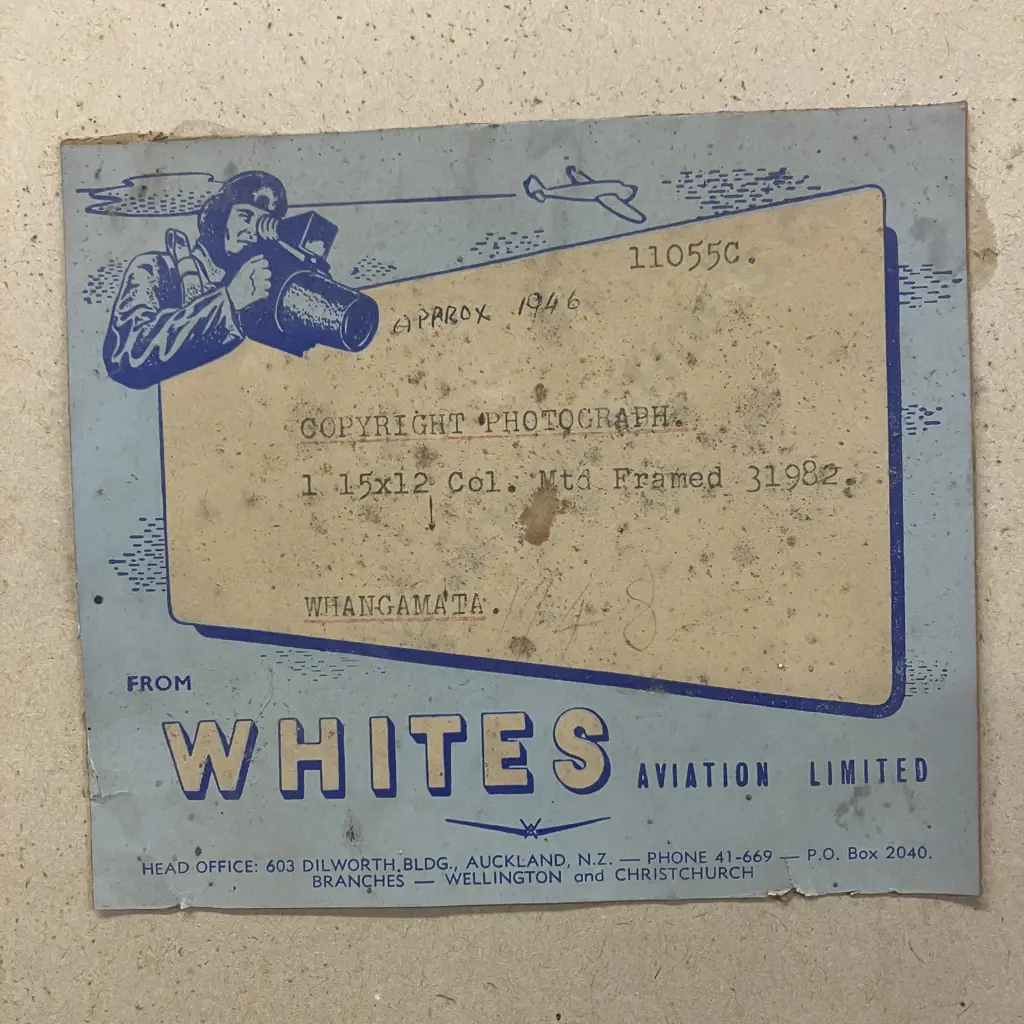 11055C.
APPROX 1946
COPYRIGHT PHOTOGRAPH.
1 15x12 Col. Mtd Framed 31982.
WHANGAMATA.
FROM
WHITES AVIATION LIMITED
HEAD OFFICE: 603 DILWORTH BLDG., AUCKLAND, N.Z. — PHONE 41-669 — P.O. Box 2040.
BRANCHES — WELLINGTON and CHRISTCHURCH